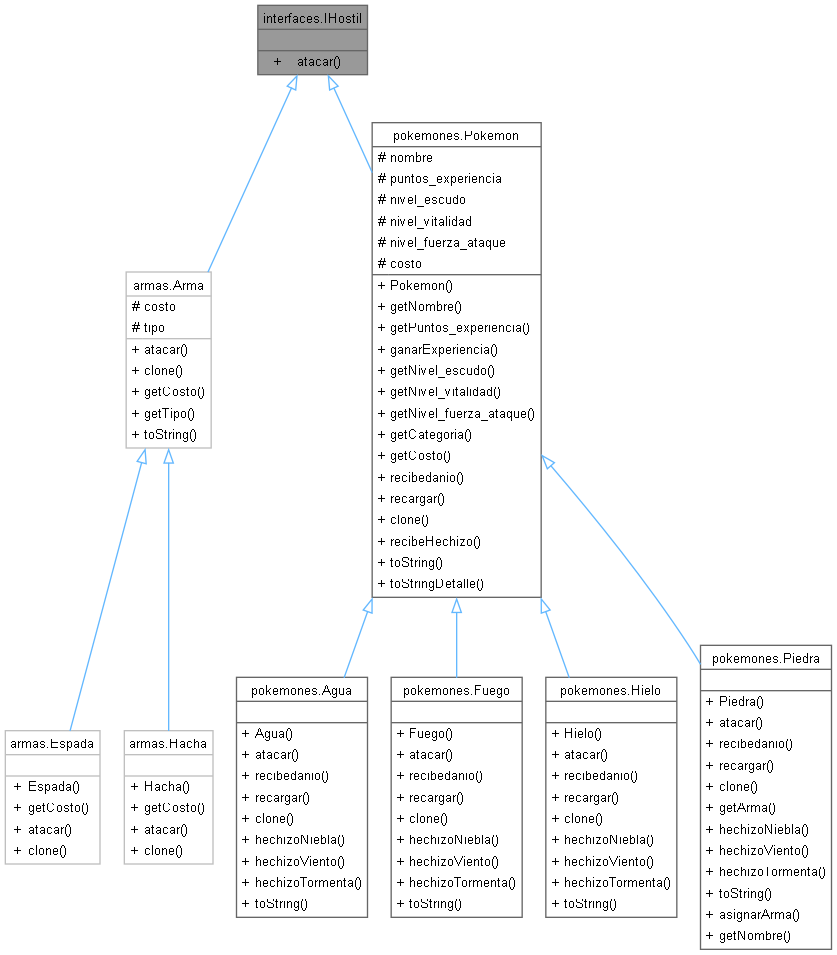 interfaces.IHostil
+ atacar()
pokemones.Pokemon
# nombre
# puntos_experiencia
# nivel_escudo
# nivel_vitalidad
# nivel_fuerza_ataque
# costo
+ Pokemon()
+ getNombre()
+ getPuntos_experiencia()
+ ganarExperiencia()
+ getNivel_escudo()
+ getNivel_vitalidad()
+ getNivel_fuerza_ataque()
+ getCategoria()
+ getCosto()
+ recibedanio()
+ recargar()
+ clone()
+ recibeHechizo()
+ toString()
+ toStringDetalle()
armas.Arma
# costo
# tipo
+ atacar()
+ clone()
+ getCosto()
+ getTipo()
+ toString()
armas.Espada
+ Espada()
+ getCosto()
+ atacar()
+ clone()
armas.Hacha
+ Hacha()
+ getCosto()
+ atacar()
+ clone()
pokemones.Agua
+ Agua()
+ atacar()
+ recibedanio()
+ recargar()
+ clone()
+ hechizoNiebla()
+ hechizoViento()
+ hechizoTormenta()
+ toString()
pokemones.Fuego
+ Fuego()
+ atacar()
+ recibedanio()
+ recargar()
+ clone()
+ hechizoNiebla()
+ hechizoViento()
+ hechizoTormenta()
+ toString()
pokemones.Hielo
+ Hielo()
+ atacar()
+ recibedanio()
+ recargar()
+ clone()
+ hechizoNiebla()
+ hechizoViento()
+ hechizoTormenta()
+ toString()
pokemones.Piedra
+ Piedra()
+ atacar()
+ recibedanio()
+ recargar()
+ clone()
+ getArma()
+ hechizoNiebla()
+ hechizoViento()
+ hechizoTormenta()
+ toString()
+ asignarArma()
+ getNombre()